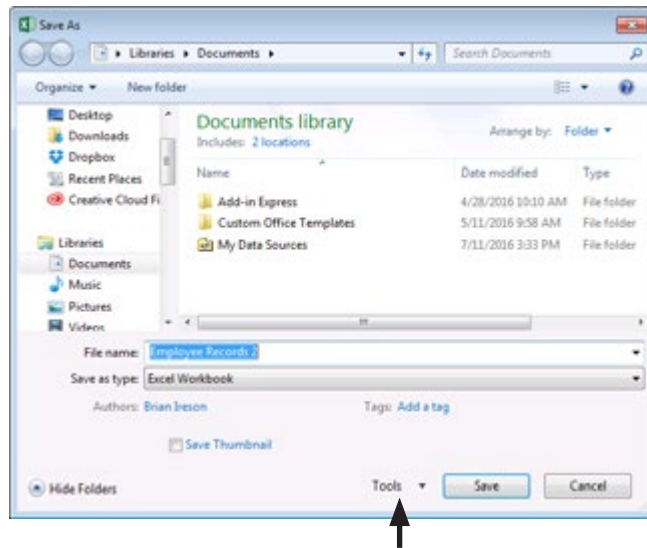 Save As
Libraries Documents
Search Documents
Organize New folder
Desktop
Downloads
Dropbox
Recent Places
Creative Cloud Fi
Libraries
Documents
Music
Pictures
Videos
Documents library
Includes: 2 locations
Arrange by: Folder
Name Date modified Type
Add-in Express 4/28/2016 10:10 AM File folder
Custom Office Templates 5/11/2016 9:58 AM File folder
My Data Sources 7/11/2016 3:33 PM File folder
File name: Employee Records 2
Save as type: Excel Workbook
Authors: Brian Ireson Tags: Add a tag
Save Thumbnail
Hide Folders Tools Save Cancel